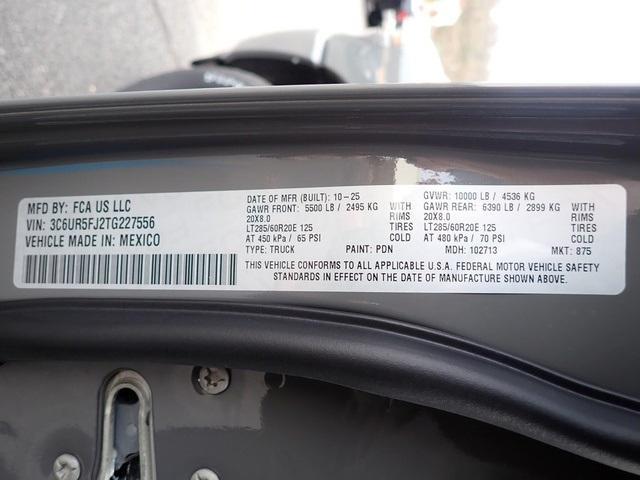 MFD BY: FCA US LLC
VIN: 3C6UR5FJ2TG227556
VEHICLE MADE IN: MEXICO
DATE OF MFR (BUILT): 10-25
GAWR FRONT: 5500 LB / 2495 KG WITH
20X8.0 RIMS
LT285/60R20E 125 TIRES
AT 450 kPa / 65 PSI COLD
TYPE: TRUCK PAINT: PDN
GVWR: 10000 LB / 4536 KG
GAWR REAR: 6390 LB / 2899 KG WITH
20X8.0 RIMS
LT285/60R20E 125 TIRES
AT 480 kPa / 70 PSI COLD
MDH: 102713 MKT: 875
THIS VEHICLE CONFORMS TO ALL APPLICABLE U.S.A. FEDERAL MOTOR VEHICLE SAFETY
STANDARDS IN EFFECT ON THE DATE OF MANUFACTURE SHOWN ABOVE.